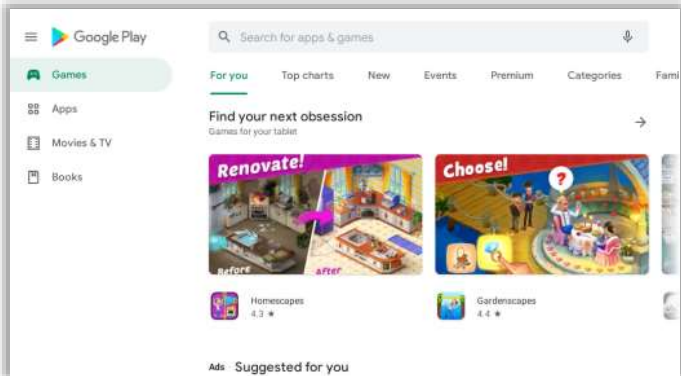 Google Play
Search for apps & games
Games
Apps
Movies & TV
Books
For you Top charts New Events Premium Categories Fami
Find your next obsession
Games for your tablet
Renovate!
Before
After
Choose!
?
Homescapes
4.3 ★
Gardenscapes
4.4 ★
Ads Suggested for you